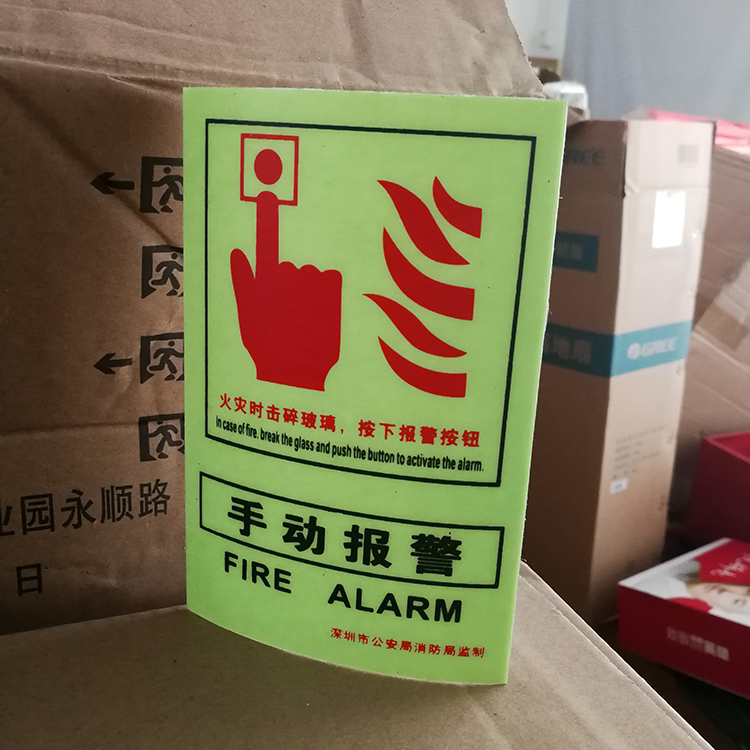 火灾时击碎玻璃，按下报警按钮
In case of fire, break the glass and push the button to activate the alarm.
手动报警
FIRE ALARM
深圳市公安局消防局监制
业园永顺路
日
GREE
GREE